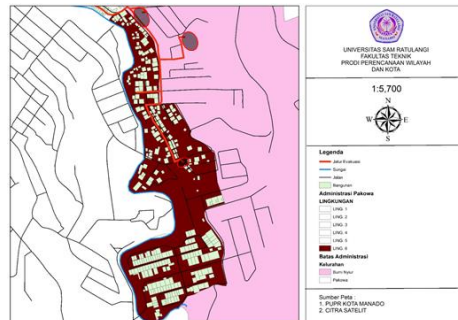 UNIVERSITAS SAM RATULANGI
FAKULTAS TEKNIK
PRODI PERENCANAAN WILAYAH
DAN KOTA
1:5,700
N
W
E
S
Legenda
Jalur Evakuasi
Sungai
Jalan
Bangunan
Administrasi Pakowa
LINGKUNGAN
LING. 1
LING. 2
LING. 3
LING. 4
LING. 5
LING. 6
Batas Administrasi
Kelurahan
Bumi Nyiur
Pakowa
Sumber Peta :
1. PUPR KOTA MANADO
2. CITRA SATELIT